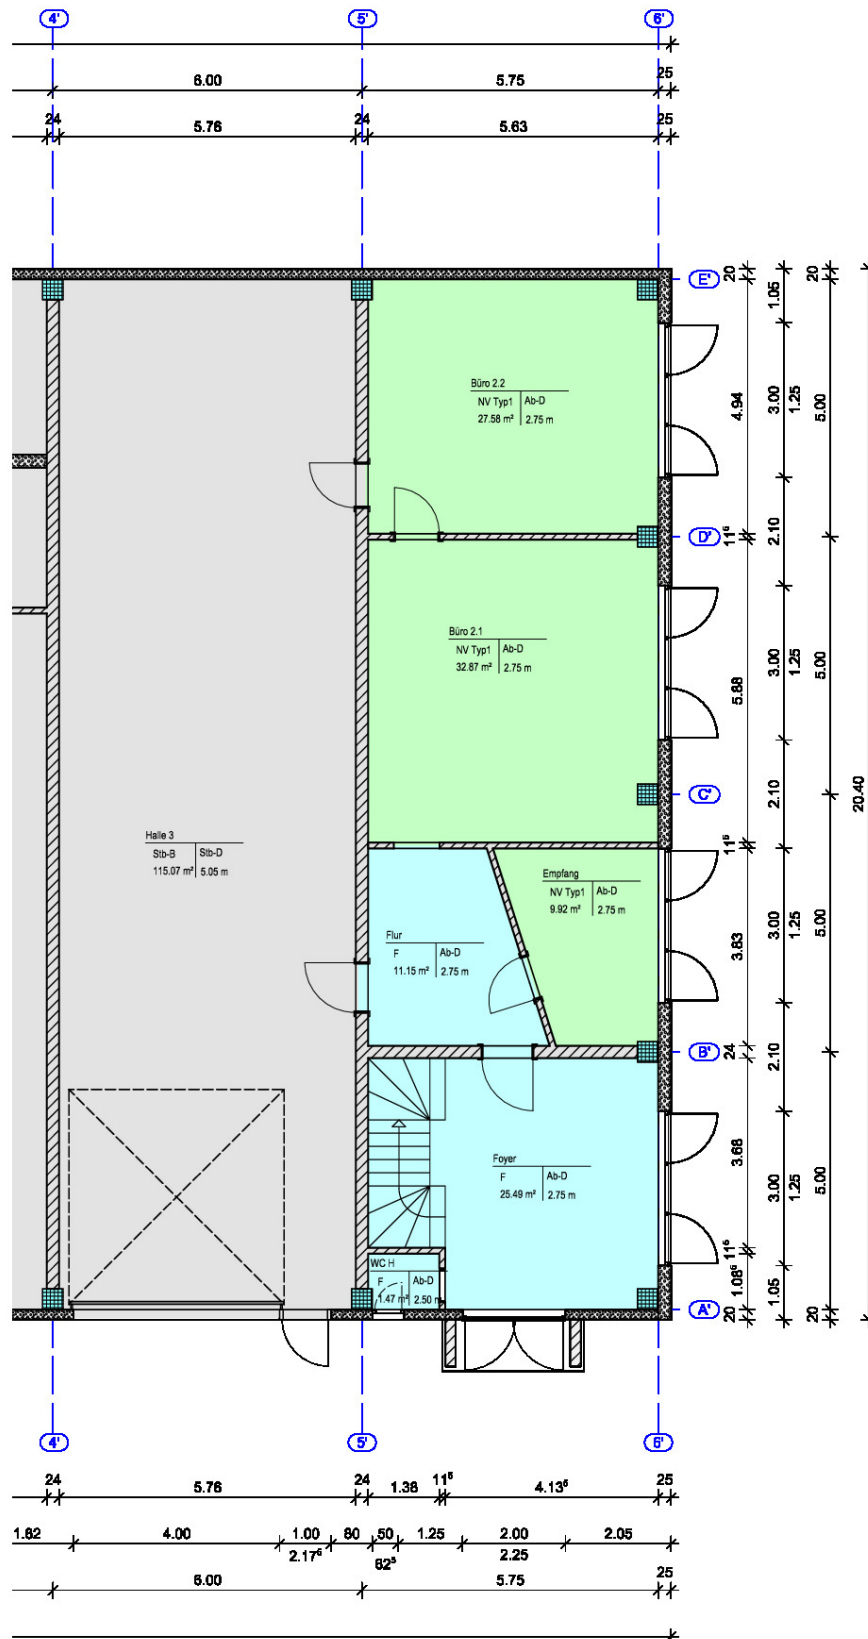 4' 5' 6'
6.00 5.75 25
24 5.76 24 5.63 25
E'
Büro 2.2
NV Typ1 Ab-D
27.58 m² 2.75 m
D'
Büro 2.1
NV Typ1 Ab-D
32.87 m² 2.75 m
C'
Halle 3
Stb-B Stb-D
115.07 m² 5.05 m
Empfang
NV Typ1 Ab-D
9.92 m² 2.75 m
Flur
F Ab-D
11.15 m² 2.75 m
B'
Foyer
F Ab-D
25.49 m² 2.75 m
WC H
F Ab-D
1.47 m² 2.50 m
A'
20 4.94 11⁵ 5.88 11⁵ 3.83 24 3.68 11⁵ 1.08⁵ 20
1.05 3.00 2.10 3.00 2.10 3.00 2.10 3.00 1.05
1.25 1.25 1.25 1.25
20 5.00 5.00 5.00 5.00 20
20.40
4' 5' 6'
24 5.76 24 1.38 11⁵ 4.13⁵ 25
1.62 4.00 1.00 80 50 1.25 2.00 2.05
2.17⁵ 62⁵ 2.25
6.00 5.75 25